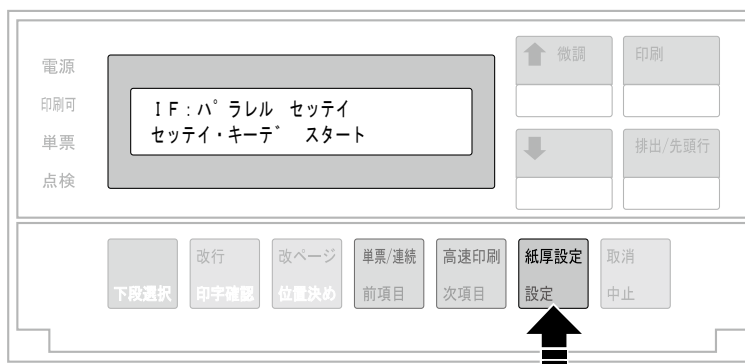 電源
印刷可
単票
点検
IF:パラレル セッテイ
セッテイ・キーデ スタート
微調
印刷
排出/先頭行
下段選択
改行
印字確認
改ページ
位置決め
単票/連続
前項目
高速印刷
次項目
紙厚設定
設定
取消
中止